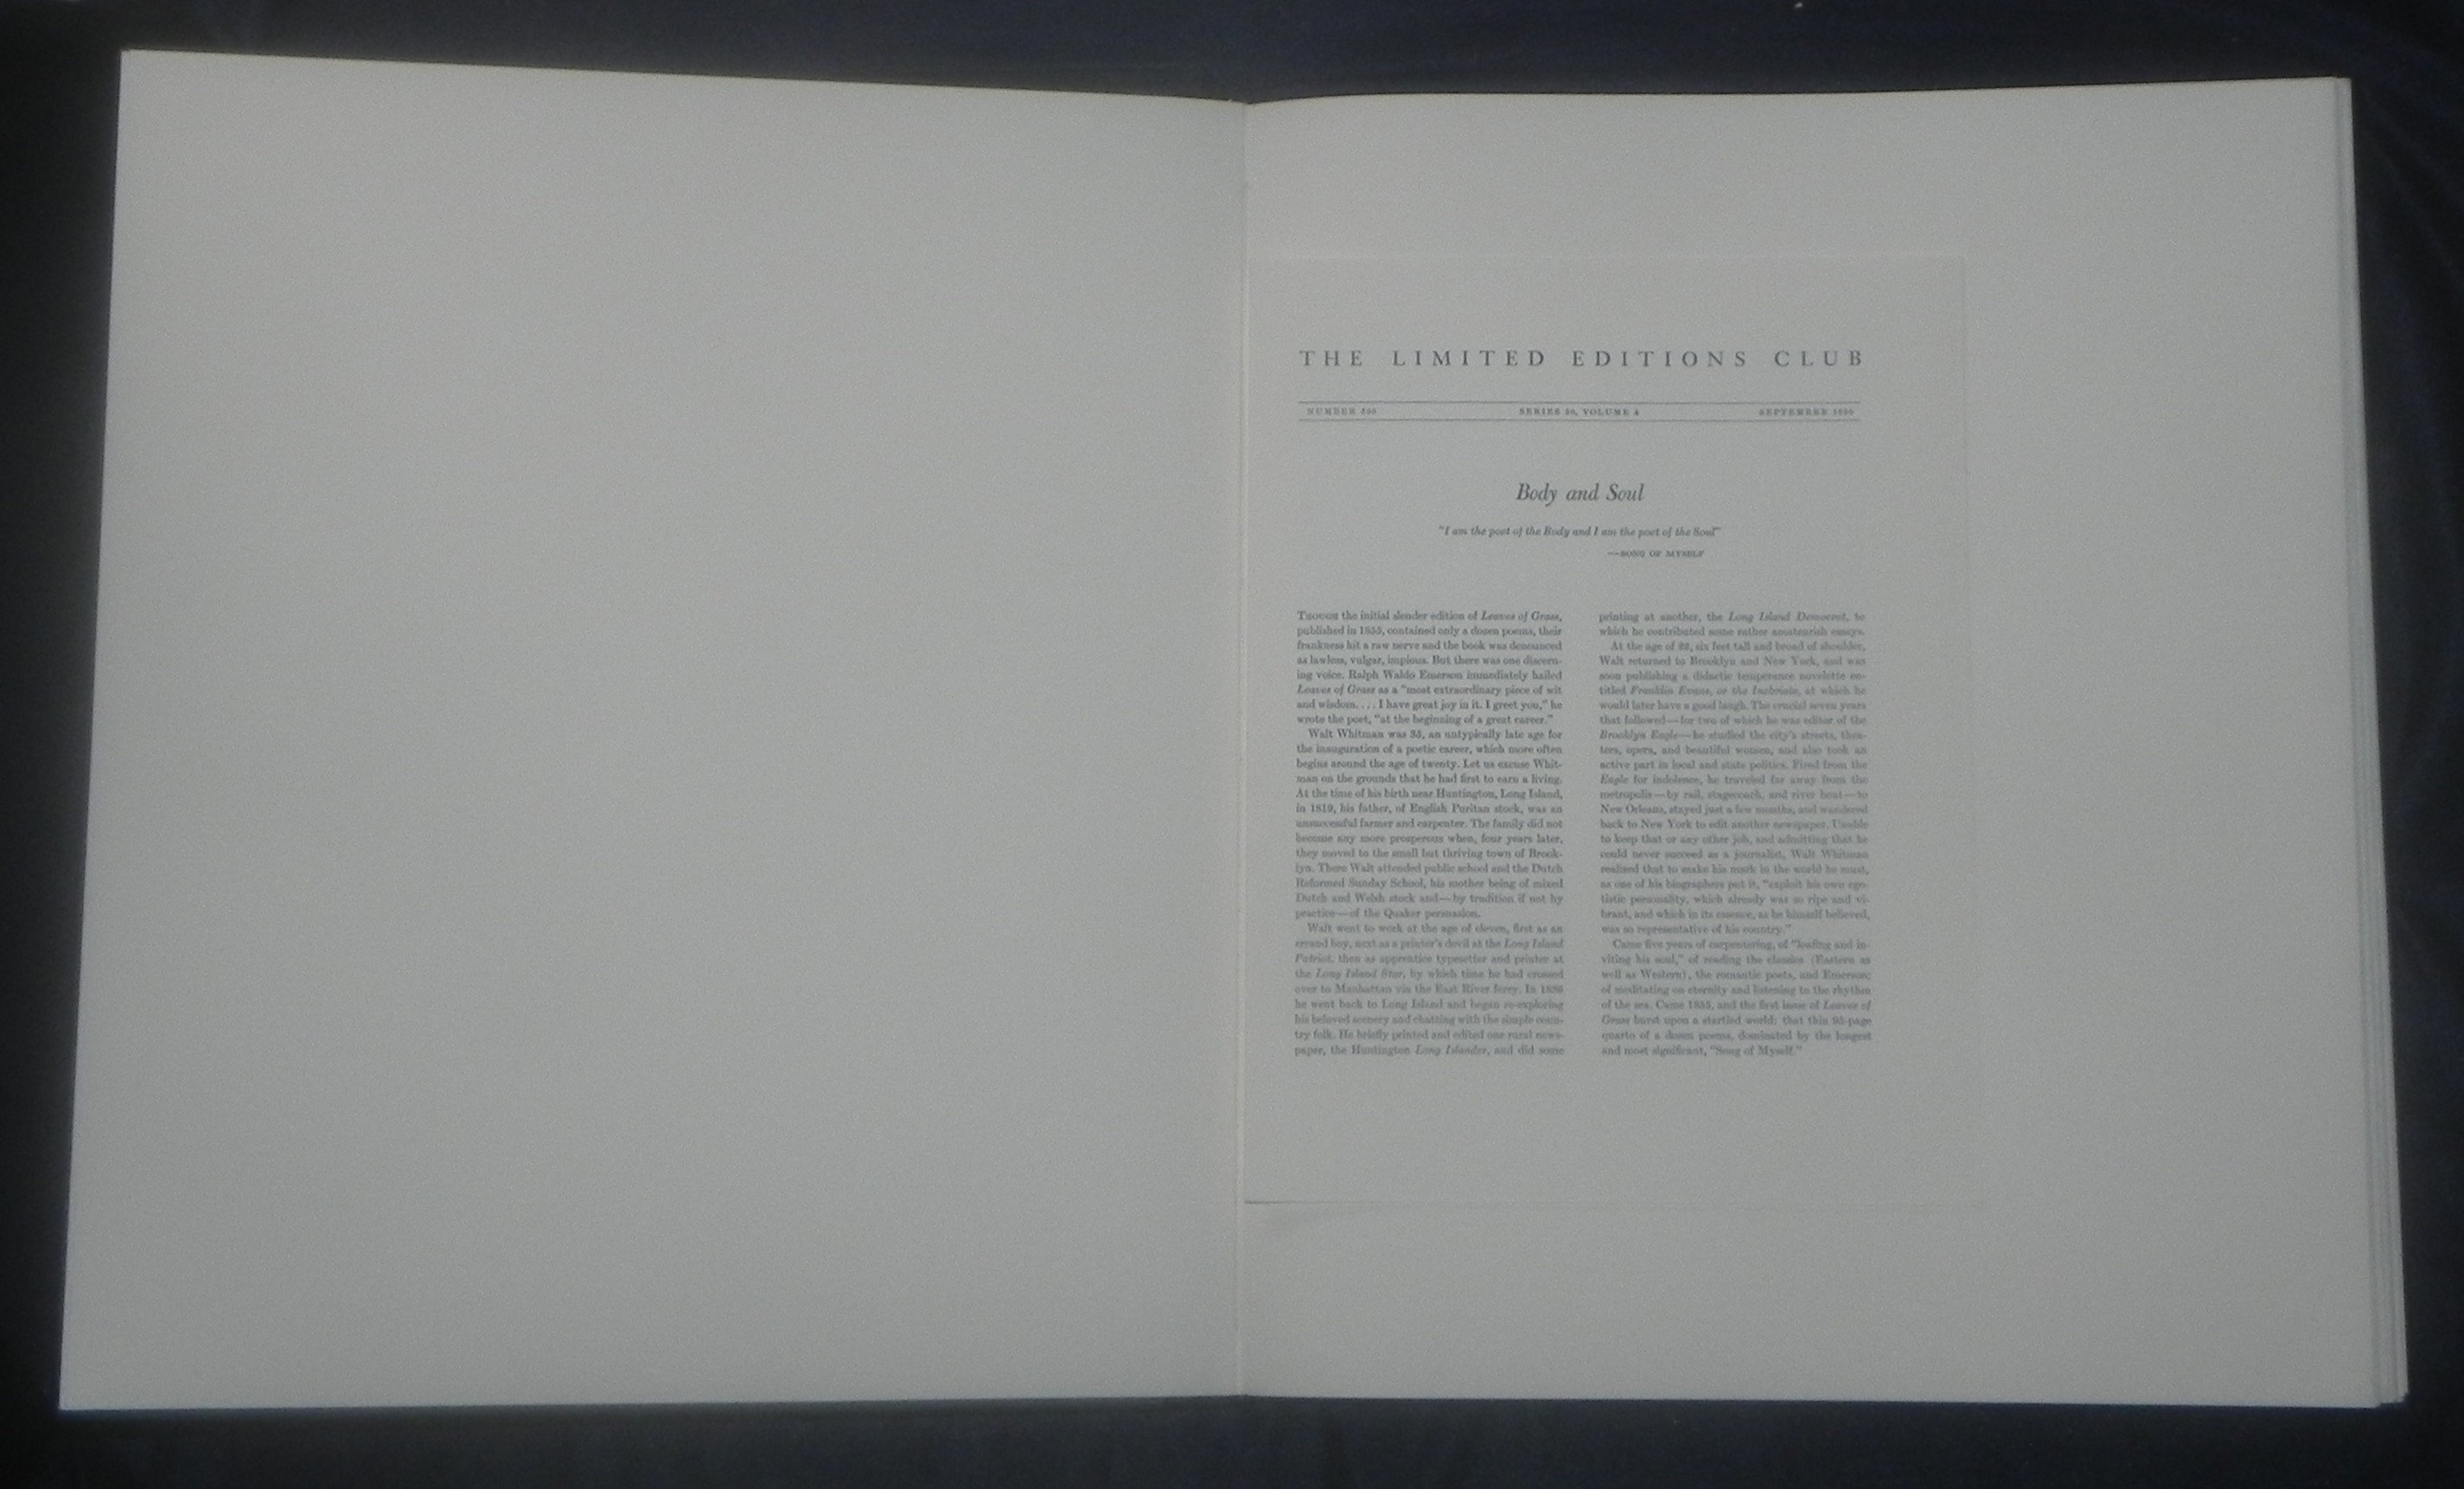 THE LIMITED EDITIONS CLUB
NUMBER
SERIES VOLUME 4
SEPTEMBER
Body and Soul
"I am the poet of the Body and I am the poet of the Soul"
—SONG OF MYSELF
THOUGH the initial slender edition of Leaves of Grass,
published in 1855, contained only a dozen poems, their
frankness hit a raw nerve and the book was denounced
as lawless, vulgar, impious. But there was one discern-
ing voice. Ralph Waldo Emerson immediately hailed
Leaves of Grass as a "most extraordinary piece of wit
and wisdom. . . . I have great joy in it. I greet you," he
wrote the poet, "at the beginning of a great career."
Walt Whitman was 35, an untypically late age for
the inauguration of a poetic career, which more often
begins around the age of twenty. Let us excuse Whit-
man on the grounds that he had first to earn a living.
At the time of his birth near Huntington, Long Island,
in 1819, his father, of English Puritan stock, was an
unsuccessful farmer and carpenter. The family did not
become any more prosperous when, four years later,
they moved to the small but thriving town of Brook-
lyn. There Walt attended public school and the Dutch
Reformed Sunday School, his mother being of mixed
Dutch and Welsh stock and—by tradition if not by
practice—of the Quaker persuasion.
Walt went to work at the age of eleven, first as an
errand boy, next as a printer's devil at the Long Island
Patriot, then as apprentice typesetter and printer at
the Long Island Star, by which time he had crossed
over to Manhattan via the East River ferry. In
he went back to Long Island and began re-exploring
his beloved scenery and chatting with the simple coun-
try folk. He briefly printed and edited one rural news-
paper, the Huntington Long Islander, and did some
printing at another, the Long Island Democrat, to
which he contributed some rather amateurish essays.
At the age of 22, six feet tall and broad of shoulder,
Walt returned to Brooklyn and New York, and was
soon publishing a didactic temperance novelette en-
titled Franklin Evans, or the Inebriate, at which he
would later have a good laugh. The crucial seven years
that followed—for two of which he was editor of the
Brooklyn Eagle—he studied the city's streets, thea-
ters, opera, and beautiful women, and also took an
active part in local and state politics. Fired from the
Eagle for indolence, he traveled far away from the
metropolis—by rail, stagecoach, and river boat—to
New Orleans, stayed just a few months, and wandered
back to New York to edit another newspaper. Unable
to keep that or any other job, and admitting that he
could never succeed as a journalist, Walt Whitman
realized that to make his mark in the world he must,
as one of his biographers put it, "exploit his own ego-
tistic personality, which already was so ripe and vi-
brant, and which in its essence, as he himself believed,
was so representative of his country."
Came five years of carpentering, of "loafing and in-
viting his soul," of reading the classics (Eastern as
well as Western), the romantic poets, and Emerson;
of meditating on eternity and listening to the rhythm
of the sea. Came 1855, and the first issue of Leaves of
Grass burst upon a startled world: that thin 95-page
quarto of a dozen poems, dominated by the longest
and most significant, "Song of Myself."